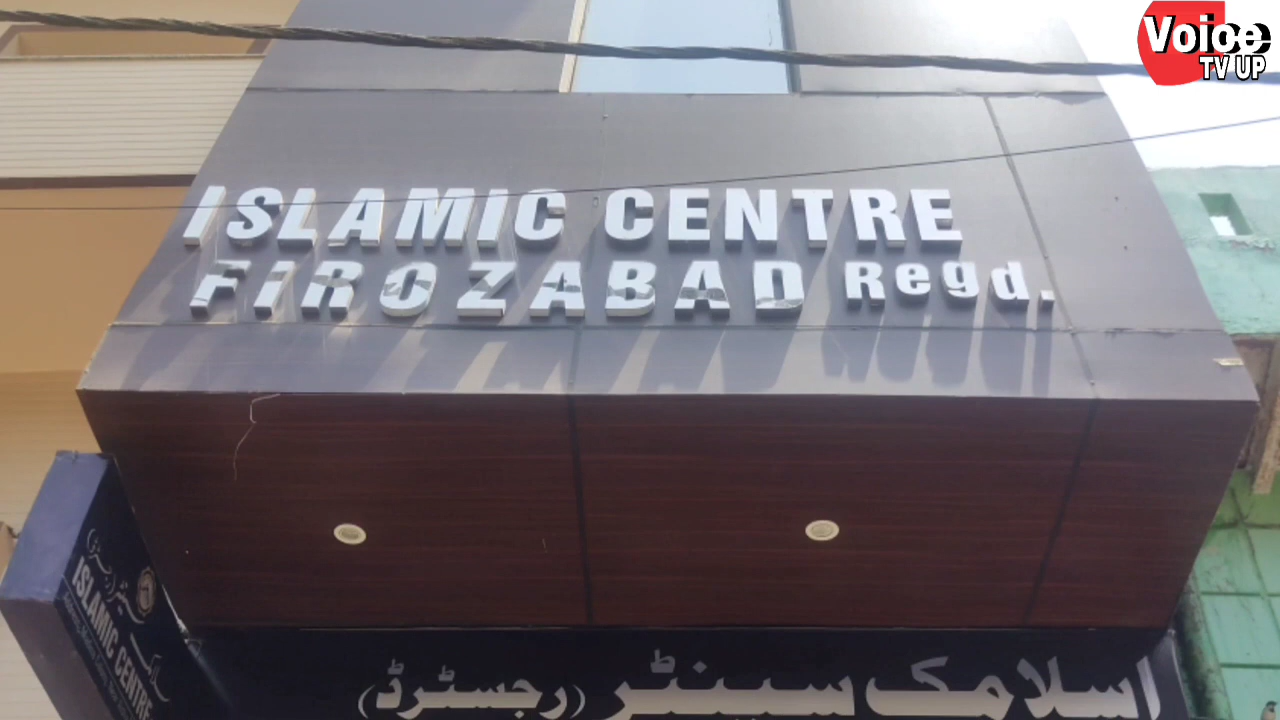 Voice
TV UP
ISLAMIC CENTRE
FIROZABAD Regd.
ISLAMIC CENTRE
اسلامک سینٹر (رجسٹرڈ)